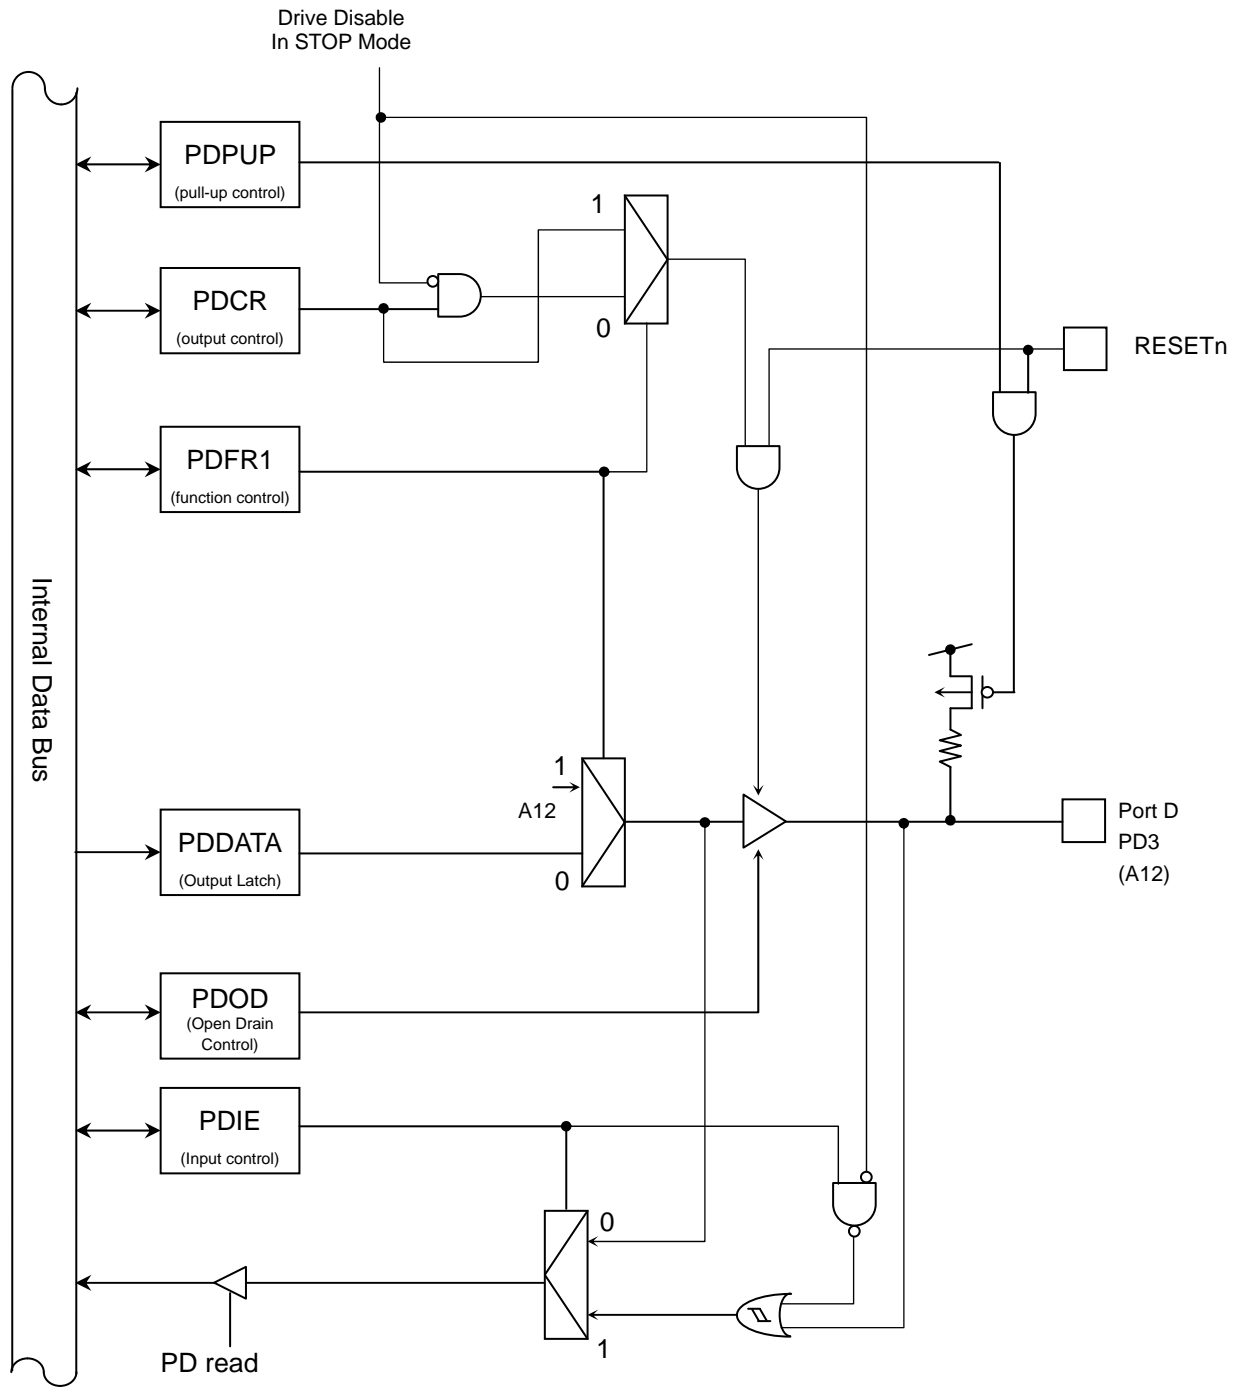 Drive Disable
In STOP Mode
PDPUP
(pull-up control)
1
PDCR
(output control)
0
RESETn
PDFR1
(function control)
Internal Data Bus
1
A12
Port D
PD3
(A12)
PDDATA
(Output Latch)
0
PDOD
(Open Drain
Control)
PDIE
(Input control)
0
1
PD read